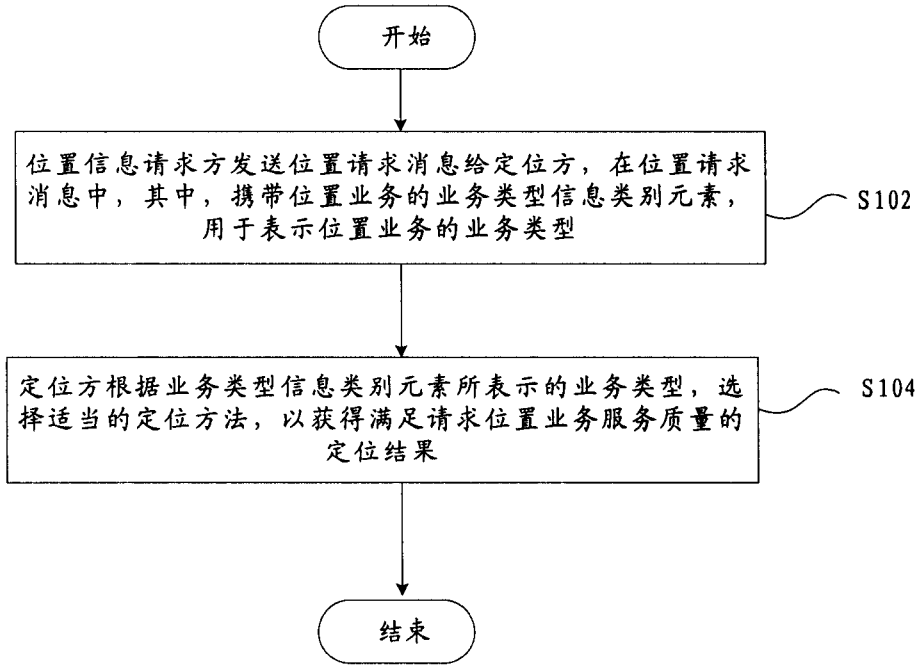 开始
位置信息请求方发送位置请求消息给定位方，在位置请求
消息中，其中，携带位置业务的业务类型信息类别元素，
用于表示位置业务的业务类型
S102
定位方根据业务类型信息类别元素所表示的业务类型，选
择适当的定位方法，以获得满足请求位置业务服务质量的
定位结果
S104
结束